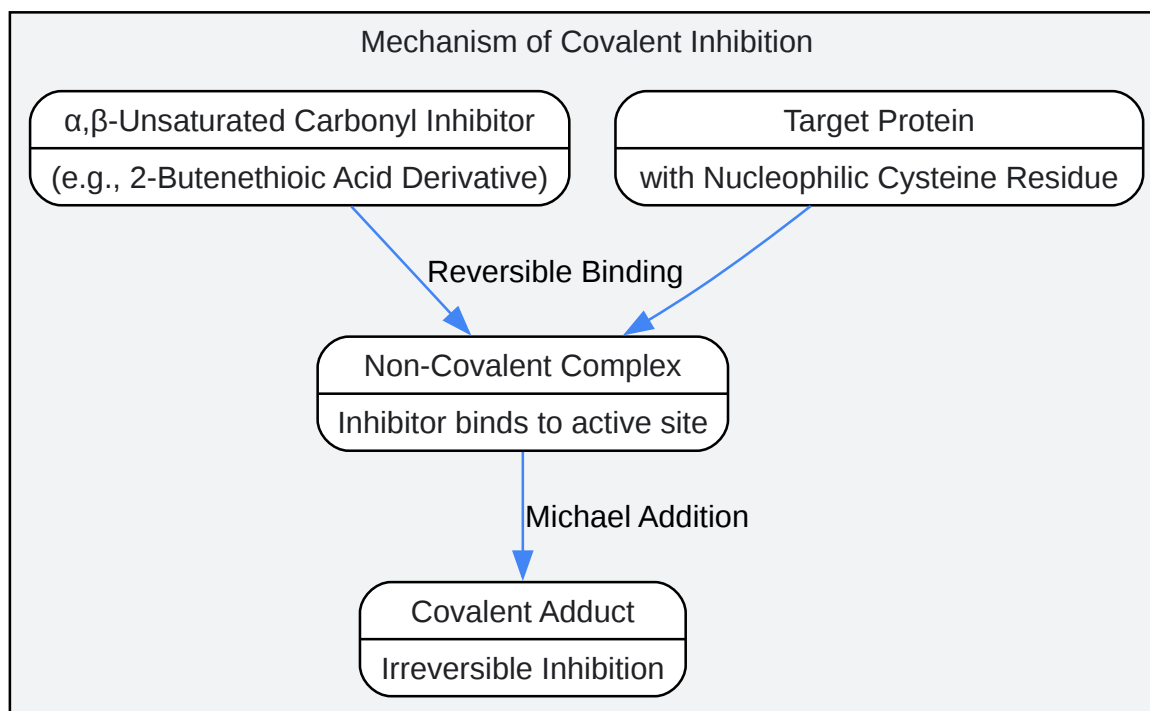 Mechanism of Covalent Inhibition
α,β-Unsaturated Carbonyl Inhibitor
(e.g., 2-Butenethioic Acid Derivative)
Target Protein
with Nucleophilic Cysteine Residue
Reversible Binding
Non-Covalent Complex
Inhibitor binds to active site
Michael Addition
Covalent Adduct
Irreversible Inhibition